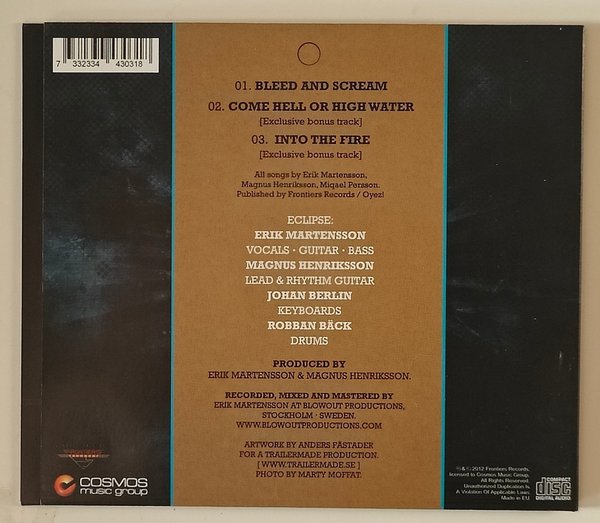 7 332334 430318
01. BLEED AND SCREAM
02. COME HELL OR HIGH WATER
[Exclusive bonus track]
03. INTO THE FIRE
[Exclusive bonus track]
All songs by Erik Martensson,
Magnus Henriksson, Miqael Persson.
Published by Frontiers Records / Oyez!
ECLIPSE:
ERIK MARTENSSON
VOCALS · GUITAR · BASS
MAGNUS HENRIKSSON
LEAD & RHYTHM GUITAR
JOHAN BERLIN
KEYBOARDS
ROBBAN BÄCK
DRUMS
PRODUCED BY
ERIK MARTENSSON & MAGNUS HENRIKSSON.
RECORDED, MIXED AND MASTERED BY
ERIK MARTENSSON AT BLOWOUT PRODUCTIONS,
STOCKHOLM · SWEDEN.
WWW.BLOWOUTPRODUCTIONS.COM
ARTWORK BY ANDERS FÄSTADER
FOR A TRAILERMADE PRODUCTION.
[ WWW.TRAILERMADE.SE ]
PHOTO BY MARTY MOFFAT.
COSMOS
music group
℗ & © 2012 Frontiers Records,
licensed to Cosmos Music Group.
Unauthorized Duplication Is
A Violation Of Applicable Laws.
Made in E.U.
COMPACT
disc
DIGITAL AUDIO